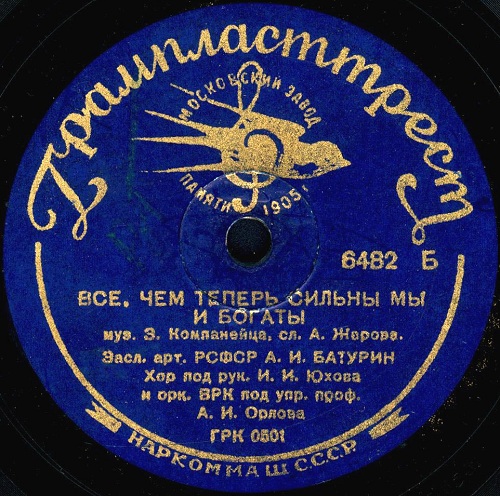 Грампласттрест
МОСКОВСКИЙ ЗАВОД
ПАМЯТИ 1905 г
6482 Б
ВСЕ, ЧЕМ ТЕПЕРЬ СИЛЬНЫ МЫ
И БОГАТЫ
муз. З. Компанейца, сл. А. Жарова.
Засл. арт. РСФСР А. И. БАТУРИН
Хор под рук. И. И. Юхова
и орк. ВРК под упр. проф.
А. И. Орлова
ГРК 0501
НАРКОММАШ СССР